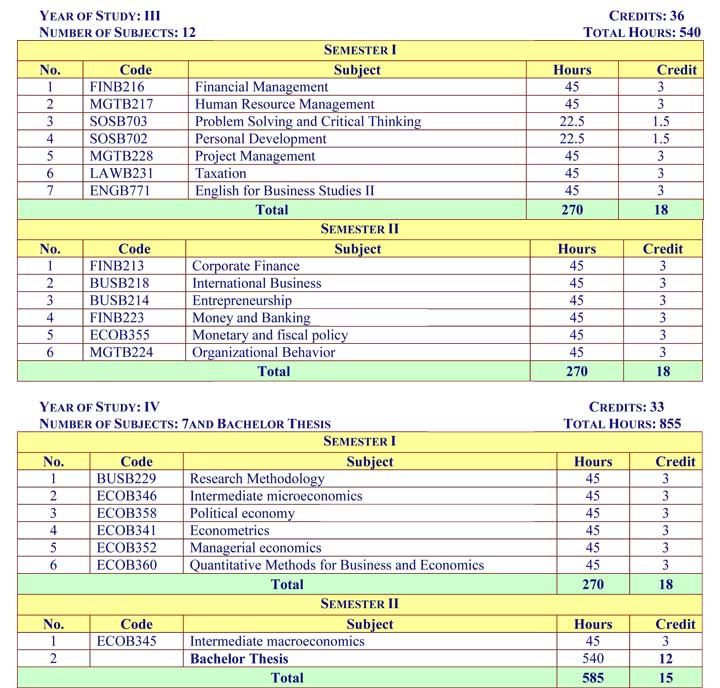 YEAR OF STUDY: III CREDITS: 36
NUMBER OF SUBJECTS: 12 TOTAL HOURS: 540
SEMESTER I
No. Code Subject Hours Credit
1 FINB216 Financial Management 45 3
2 MGTB217 Human Resource Management 45 3
3 SOSB703 Problem Solving and Critical Thinking 22.5 1.5
4 SOSB702 Personal Development 22.5 1.5
5 MGTB228 Project Management 45 3
6 LAWB231 Taxation 45 3
7 ENGB771 English for Business Studies II 45 3
Total 270 18
SEMESTER II
No. Code Subject Hours Credit
1 FINB213 Corporate Finance 45 3
2 BUSB218 International Business 45 3
3 BUSB214 Entrepreneurship 45 3
4 FINB223 Money and Banking 45 3
5 ECOB355 Monetary and fiscal policy 45 3
6 MGTB224 Organizational Behavior 45 3
Total 270 18
YEAR OF STUDY: IV CREDITS: 33
NUMBER OF SUBJECTS: 7AND BACHELOR THESIS TOTAL HOURS: 855
SEMESTER I
No. Code Subject Hours Credit
1 BUSB229 Research Methodology 45 3
2 ECOB346 Intermediate microeconomics 45 3
3 ECOB358 Political economy 45 3
4 ECOB341 Econometrics 45 3
5 ECOB352 Managerial economics 45 3
6 ECOB360 Quantitative Methods for Business and Economics 45 3
Total 270 18
SEMESTER II
No. Code Subject Hours Credit
1 ECOB345 Intermediate macroeconomics 45 3
2 Bachelor Thesis 540 12
Total 585 15